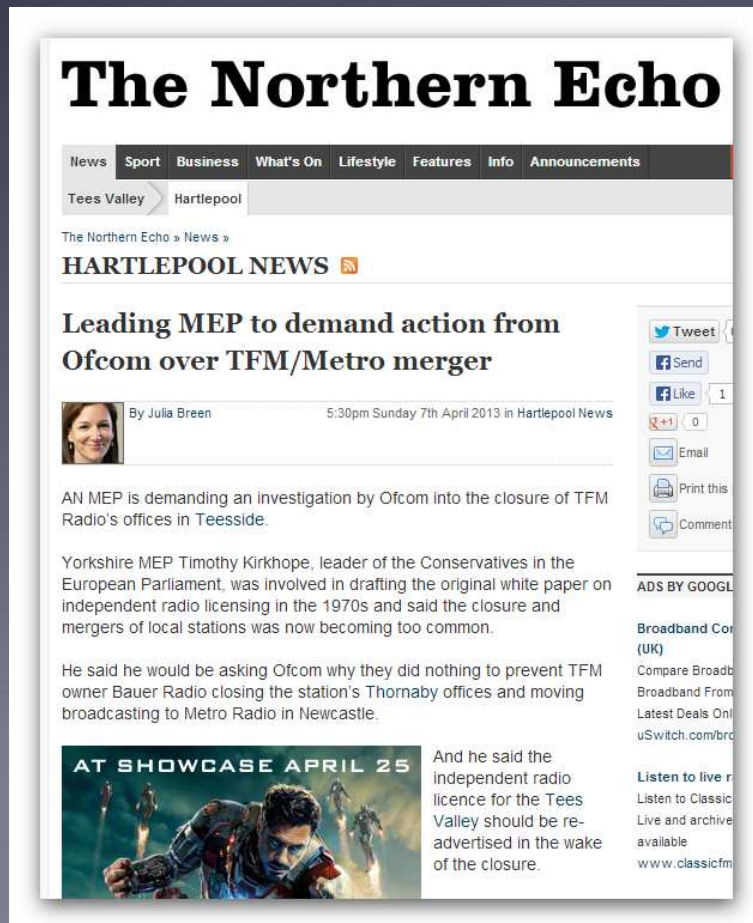 The Northern Echo
News Sport Business What's On Lifestyle Features Info Announcements
Tees Valley Hartlepool
The Northern Echo » News »
HARTLEPOOL NEWS
Leading MEP to demand action from
Ofcom over TFM/Metro merger
By Julia Breen 5:30pm Sunday 7th April 2013 in Hartlepool News
AN MEP is demanding an investigation by Ofcom into the closure of TFM
Radio's offices in Teesside.
Yorkshire MEP Timothy Kirkhope, leader of the Conservatives in the
European Parliament, was involved in drafting the original white paper on
independent radio licensing in the 1970s and said the closure and
mergers of local stations was now becoming too common.
He said he would be asking Ofcom why they did nothing to prevent TFM
owner Bauer Radio closing the station's Thornaby offices and moving
broadcasting to Metro Radio in Newcastle.
AT SHOWCASE APRIL 25
And he said the
independent radio
licence for the Tees
Valley should be re-
advertised in the wake
of the closure.
Tweet
Send
Like 1
+1 0
Email
Print this
Comment
ADS BY GOOGL
Broadband Cor
(UK)
Compare Broadb
Broadband From
Latest Deals Onl
uSwitch.com/bro
Listen to live r
Listen to Classic
Live and archive
available
www.classicfm